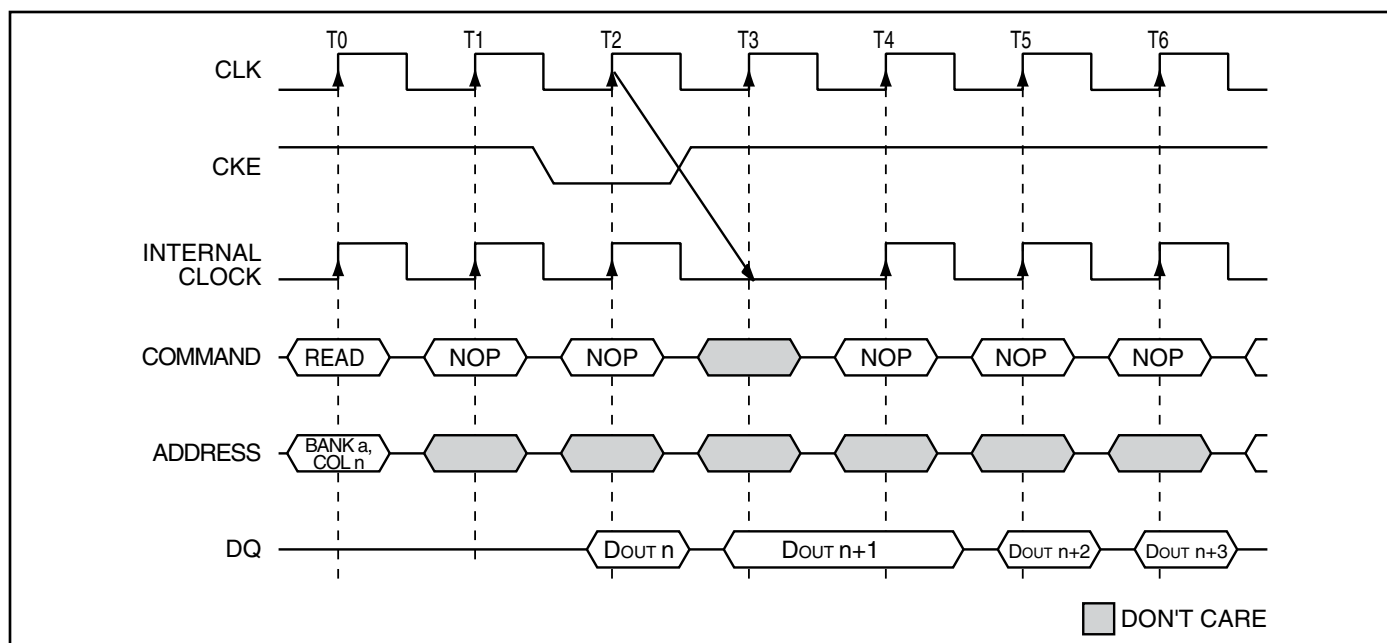 T0 T1 T2 T3 T4 T5 T6
CLK
CKE
INTERNAL
CLOCK
COMMAND READ NOP NOP NOP NOP NOP
ADDRESS BANK a,
COL n
DQ DOUT n DOUT n+1 DOUT n+2 DOUT n+3
DON'T CARE